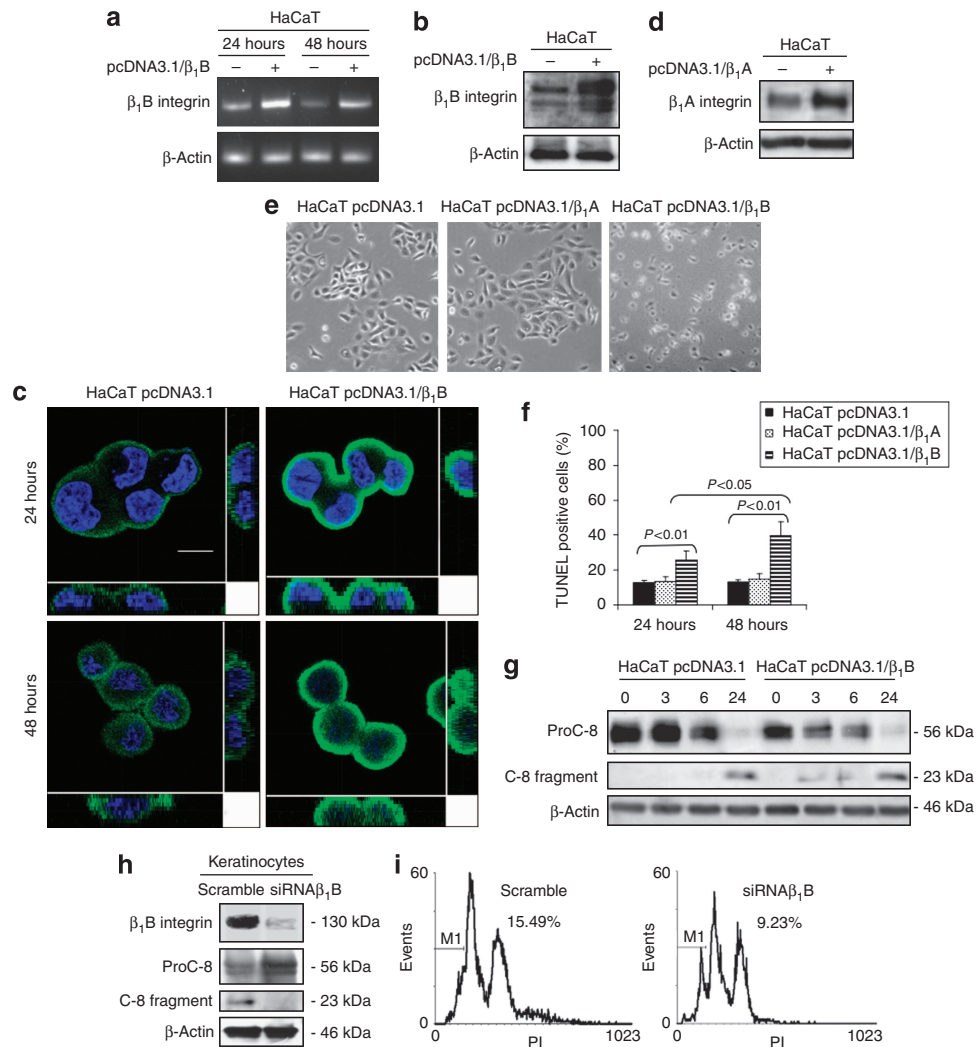 a
HaCaT
24 hours 48 hours
pcDNA3.1/β₁B – + – +
β₁B integrin
β-Actin
b
HaCaT
pcDNA3.1/β₁B – +
β₁B integrin
β-Actin
d
HaCaT
pcDNA3.1/β₁A – +
β₁A integrin
β-Actin
e
HaCaT pcDNA3.1 HaCaT pcDNA3.1/β₁A HaCaT pcDNA3.1/β₁B
c
HaCaT pcDNA3.1 HaCaT pcDNA3.1/β₁B
24 hours
48 hours
f
HaCaT pcDNA3.1
HaCaT pcDNA3.1/β₁A
HaCaT pcDNA3.1/β₁B
TUNEL positive cells (%)
100
80
60
40
20
0
P<0.05
P<0.01
P<0.01
24 hours 48 hours
g
HaCaT pcDNA3.1 HaCaT pcDNA3.1/β₁B
0 3 6 24 0 3 6 24
ProC-8 - 56 kDa
C-8 fragment - 23 kDa
β-Actin - 46 kDa
h
Keratinocytes
Scramble siRNAβ₁B
β₁B integrin - 130 kDa
ProC-8 - 56 kDa
C-8 fragment - 23 kDa
β-Actin - 46 kDa
i
60
Scramble
15.49%
M1
Events
0
0 1023
PI
60
siRNAβ₁B
9.23%
M1
Events
0
0 1023
PI